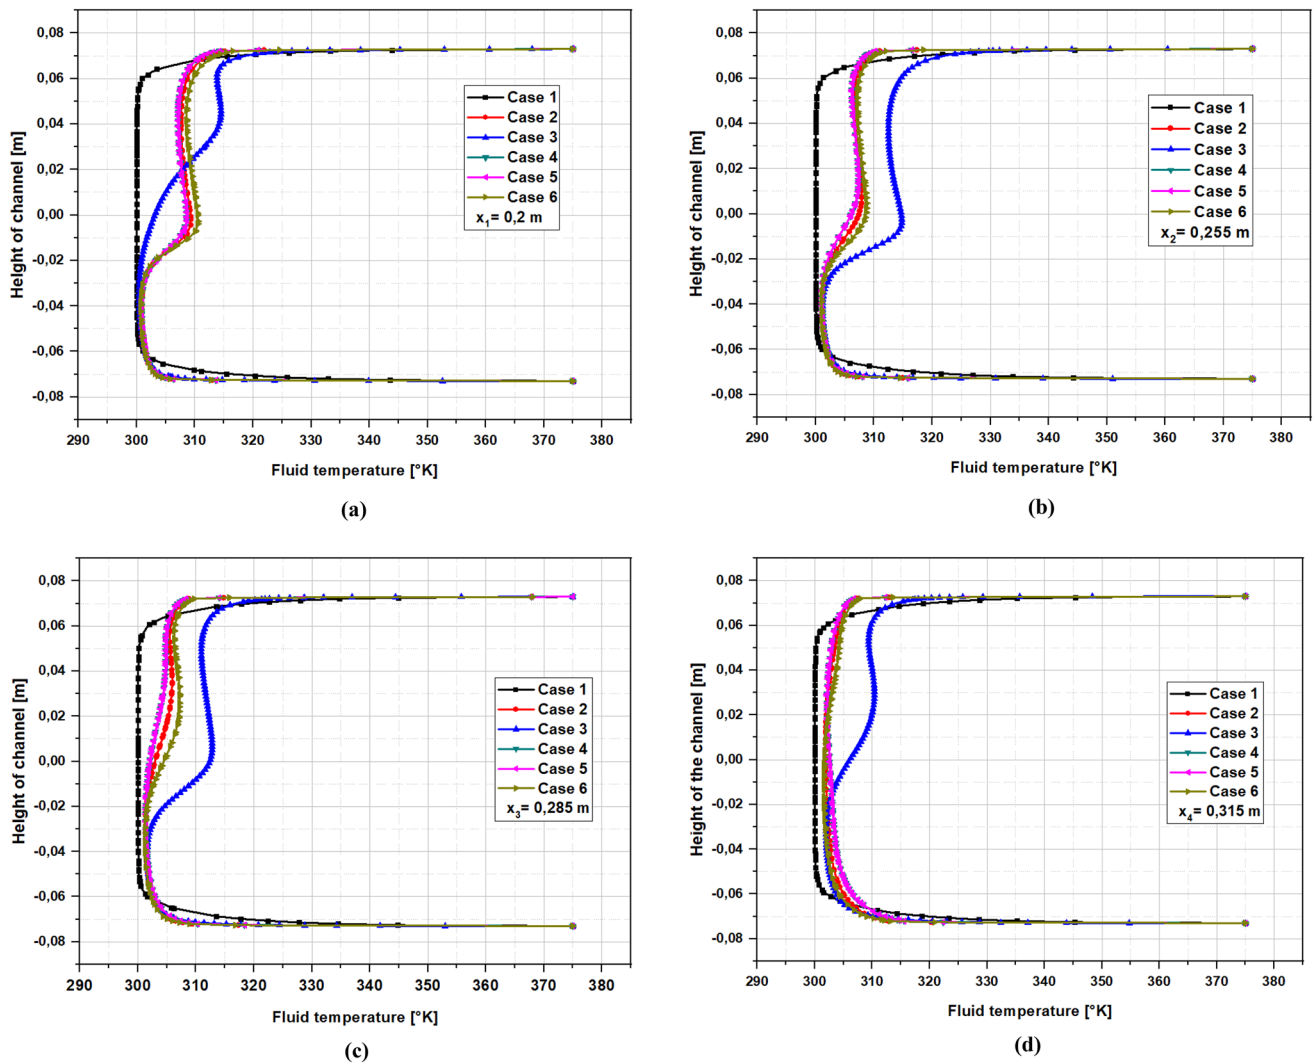 0,08
0,06
0,04
0,02
0,00
-0,02
-0,04
-0,06
-0,08
Height of channel [m]
Case 1
Case 2
Case 3
Case 4
Case 5
Case 6
x1= 0,2 m
290 300 310 320 330 340 350 360 370 380
Fluid temperature [°K]
(a)
0,08
0,06
0,04
0,02
0,00
-0,02
-0,04
-0,06
-0,08
Height of channel [m]
Case 1
Case 2
Case 3
Case 4
Case 5
Case 6
x2= 0,255 m
290 300 310 320 330 340 350 360 370 380
Fluid temperature [°K]
(b)
0,08
0,06
0,04
0,02
0,00
-0,02
-0,04
-0,06
-0,08
Height of channel [m]
Case 1
Case 2
Case 3
Case 4
Case 5
Case 6
x3= 0,285 m
290 300 310 320 330 340 350 360 370 380
Fluid temperature [°K]
(c)
0,08
0,06
0,04
0,02
0,00
-0,02
-0,04
-0,06
-0,08
Height of the channel [m]
Case 1
Case 2
Case 3
Case 4
Case 5
Case 6
x4= 0,315 m
290 300 310 320 330 340 350 360 370 380
Fluid temperature [°K]
(d)